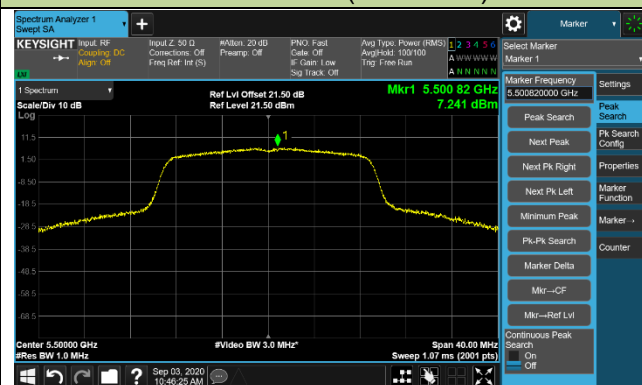 Spectrum Analyzer 1
Swept SA
Marker
KEYSIGHT
Input: RF
Coupling: DC
Align: Off
Input Z: 50 Ω
Corrections: Off
Freq Ref: Int (S)
#Atten: 20 dB
Preamp: Off
PNO: Fast
Gate: Off
IF Gain: Low
Sig Track: Off
Avg Type: Power (RMS)
Avg|Hold: 100/100
Trig: Free Run
1 2 3 4 5 6
A W W W W W
A N N N N N
LNI
Select Marker
Marker 1
1 Spectrum
Scale/Div 10 dB
Log
Ref Lvl Offset 21.50 dB
Ref Level 21.50 dBm
Mkr1 5.500 82 GHz
7.241 dBm
1
11.5
1.50
-8.50
-18.5
-28.5
-38.5
-48.5
-58.5
-68.5
Center 5.50000 GHz
#Res BW 1.0 MHz
#Video BW 3.0 MHz*
Span 40.00 MHz
Sweep 1.07 ms (2001 pts)
Marker Frequency
5.500820000 GHz
Peak Search
Next Peak
Next Pk Right
Next Pk Left
Minimum Peak
Pk-Pk Search
Marker Delta
Mkr→CF
Mkr→Ref Lvl
Continuous Peak
Search
On
Off
Settings
Peak
Search
Pk Search
Config
Properties
Marker
Function
Marker→
Counter
Sep 03, 2020
10:46:25 AM